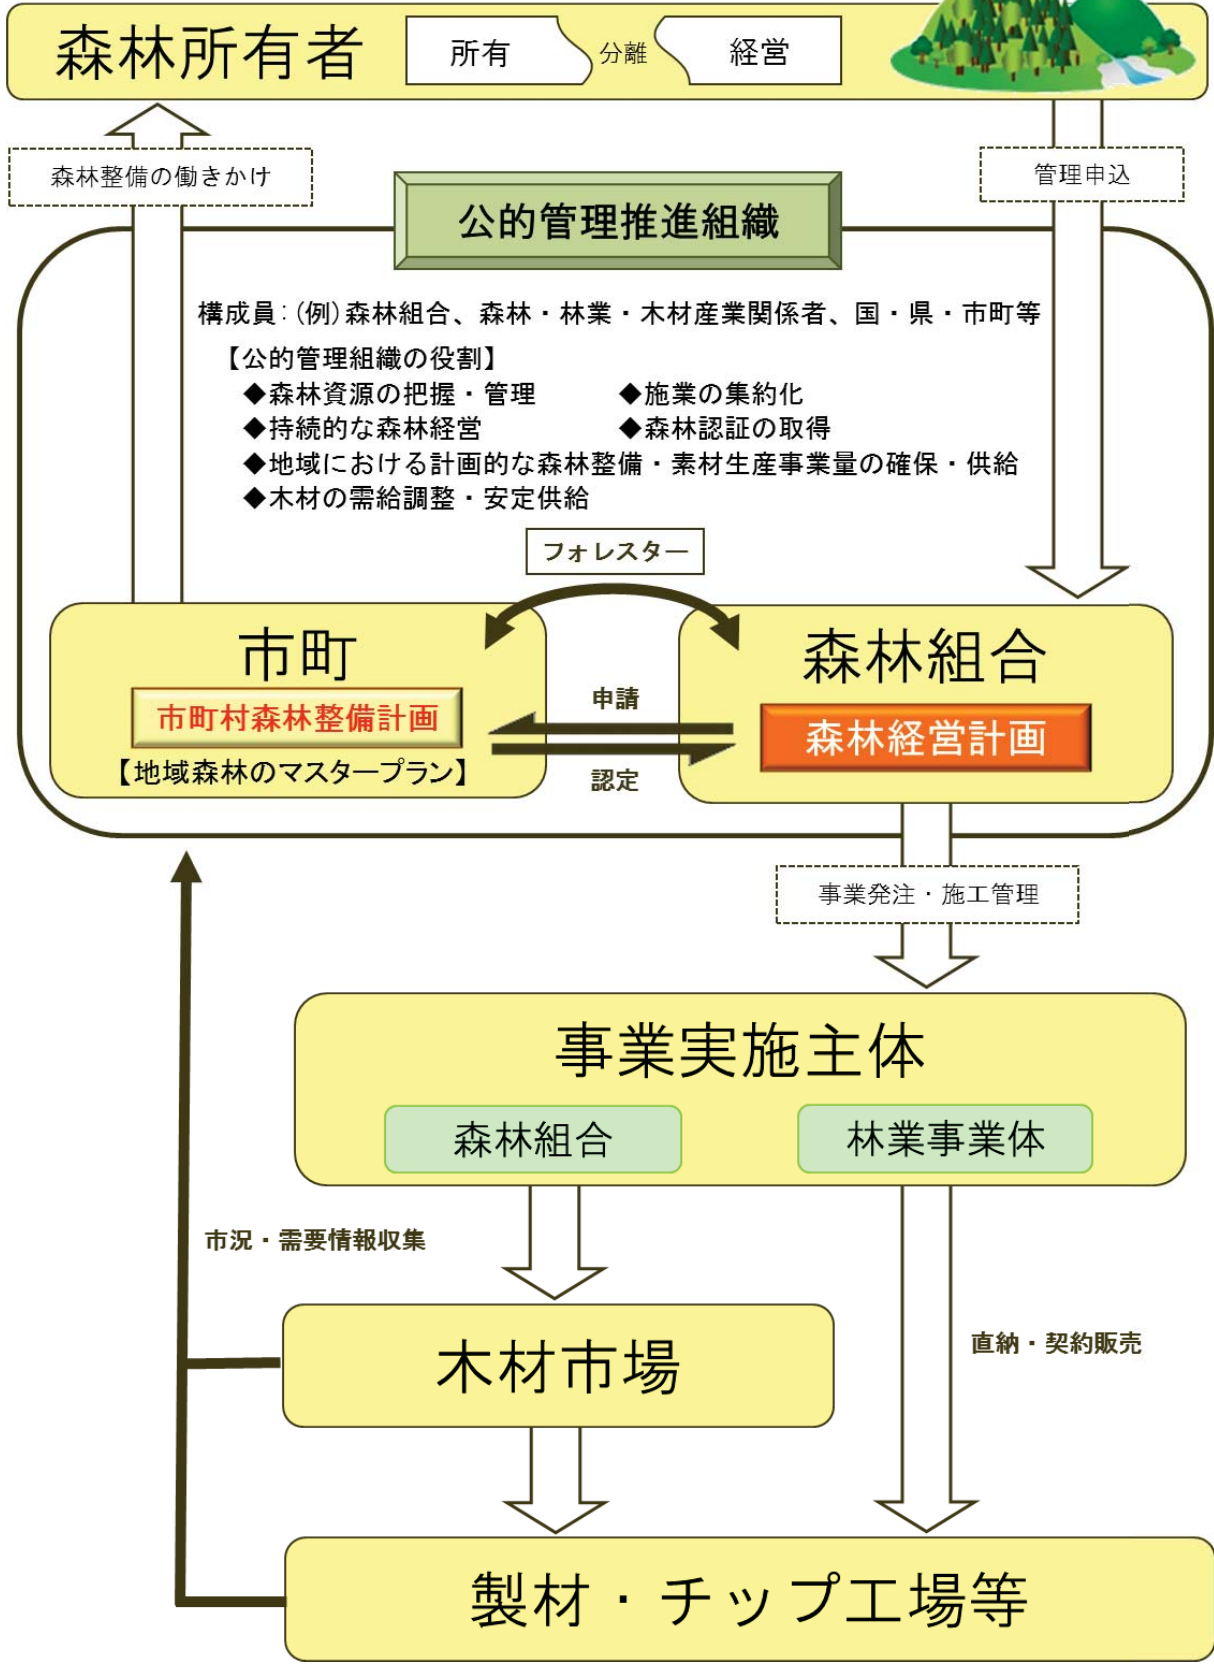 森林所有者
所有
分離
経営
森林整備の働きかけ
管理申込
公的管理推進組織
構成員：(例)森林組合、森林・林業・木材産業関係者、国・県・市町等
【公的管理組織の役割】
◆森林資源の把握・管理 ◆施業の集約化
◆持続的な森林経営 ◆森林認証の取得
◆地域における計画的な森林整備・素材生産事業量の確保・供給
◆木材の需給調整・安定供給
フォレスター
市町
市町村森林整備計画
【地域森林のマスタープラン】
申請
認定
森林組合
森林経営計画
事業発注・施工管理
事業実施主体
森林組合
林業事業体
市況・需要情報収集
木材市場
直納・契約販売
製材・チップ工場等